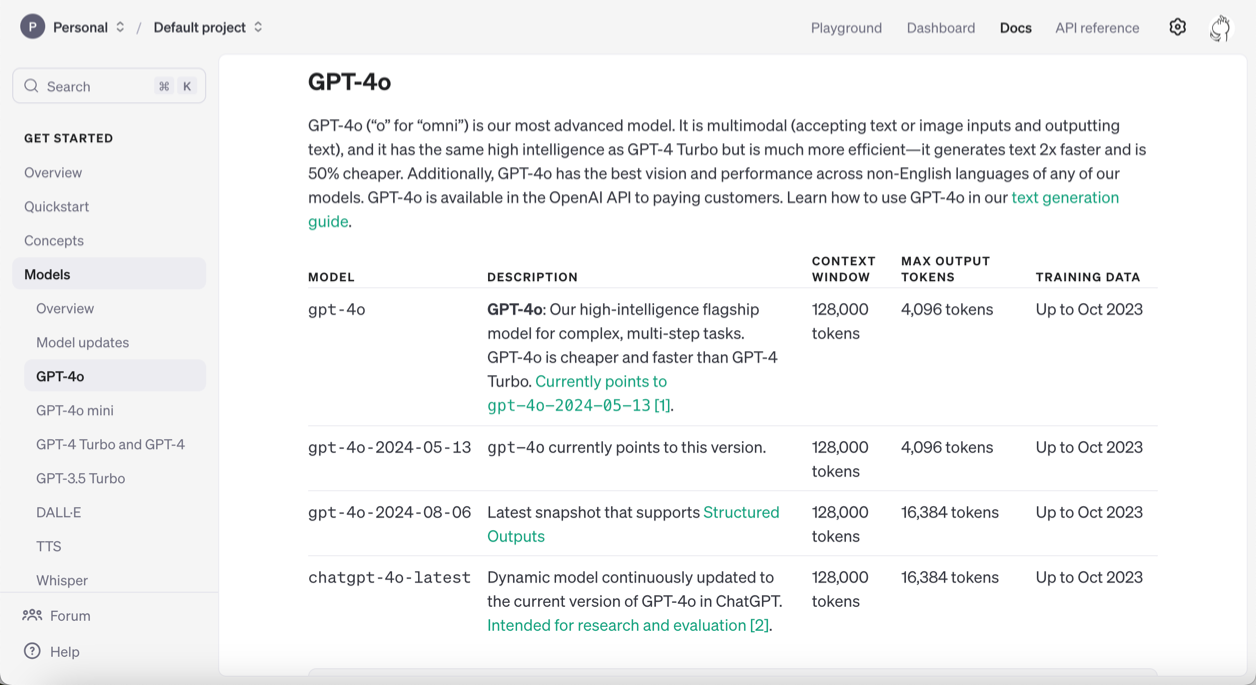 P Personal / Default project
Playground Dashboard Docs API reference
Search ⌘ K
GET STARTED
Overview
Quickstart
Concepts
Models
Overview
Model updates
GPT-4o
GPT-4o mini
GPT-4 Turbo and GPT-4
GPT-3.5 Turbo
DALL·E
TTS
Whisper
Forum
Help
GPT-4o
GPT-4o (“o” for “omni”) is our most advanced model. It is multimodal (accepting text or image inputs and outputting
text), and it has the same high intelligence as GPT-4 Turbo but is much more efficient—it generates text 2x faster and is
50% cheaper. Additionally, GPT-4o has the best vision and performance across non-English languages of any of our
models. GPT-4o is available in the OpenAI API to paying customers. Learn how to use GPT-4o in our text generation
guide.
MODEL
DESCRIPTION
CONTEXT
WINDOW
MAX OUTPUT
TOKENS
TRAINING DATA
gpt-4o
GPT-4o: Our high-intelligence flagship
model for complex, multi-step tasks.
GPT-4o is cheaper and faster than GPT-4
Turbo. Currently points to
gpt-4o-2024-05-13 [1].
128,000
tokens
4,096 tokens
Up to Oct 2023
gpt-4o-2024-05-13
gpt-4o currently points to this version.
128,000
tokens
4,096 tokens
Up to Oct 2023
gpt-4o-2024-08-06
Latest snapshot that supports Structured
Outputs
128,000
tokens
16,384 tokens
Up to Oct 2023
chatgpt-4o-latest
Dynamic model continuously updated to
the current version of GPT-4o in ChatGPT.
Intended for research and evaluation [2].
128,000
tokens
16,384 tokens
Up to Oct 2023